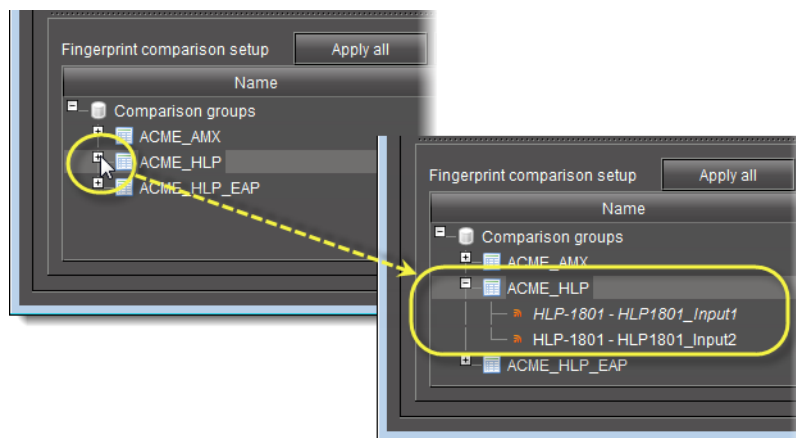 Fingerprint comparison setup Apply all
Name
Comparison groups
ACME_AMX
ACME_HLP
ACME_HLP_EAP
Fingerprint comparison setup Apply all
Name
Comparison groups
ACME_AMX
ACME_HLP
HLP-1801 - HLP1801_Input1
HLP-1801 - HLP1801_Input2
ACME_HLP_EAP